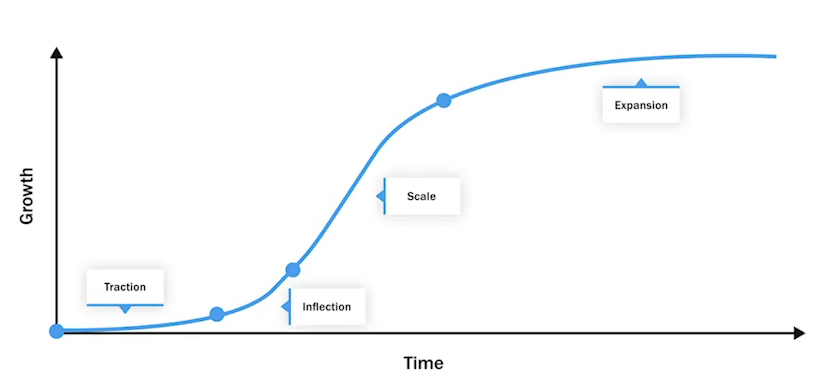 Growth
Expansion
Scale
Traction
Inflection
Time